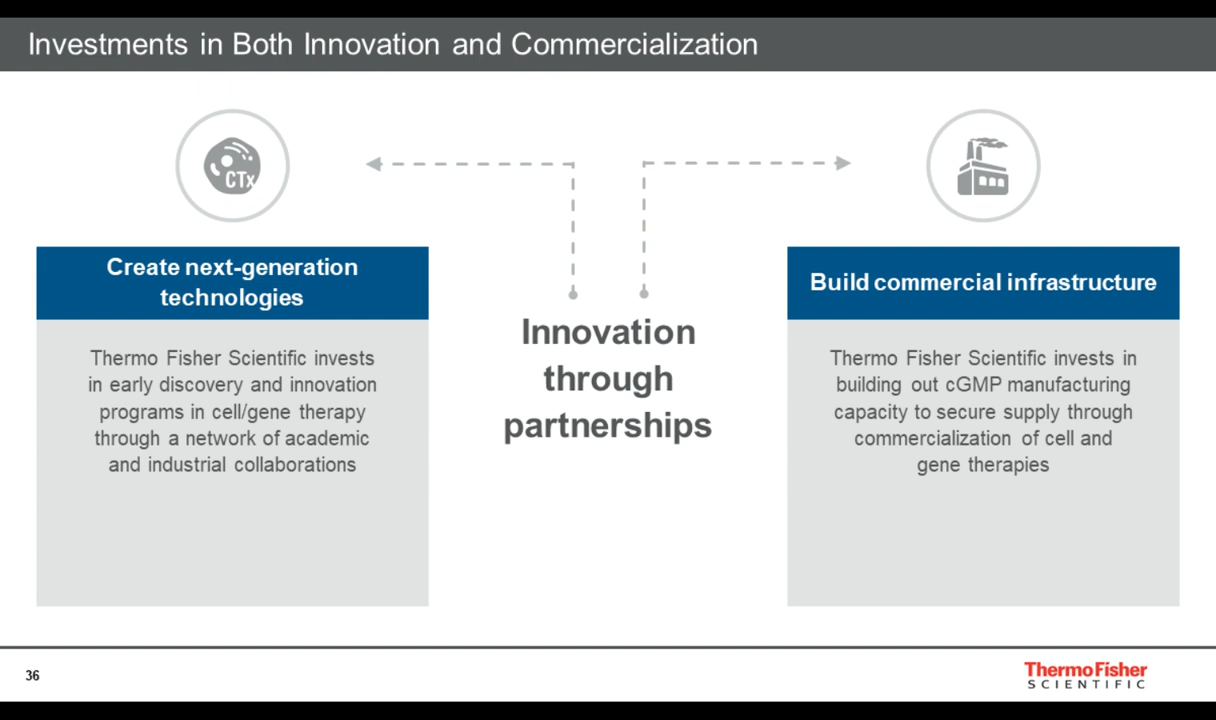 Investments in Both Innovation and Commercialization
CTx
Create next-generation
technologies
Thermo Fisher Scientific invests
in early discovery and innovation
programs in cell/gene therapy
through a network of academic
and industrial collaborations
Innovation
through
partnerships
Build commercial infrastructure
Thermo Fisher Scientific invests in
building out cGMP manufacturing
capacity to secure supply through
commercialization of cell and
gene therapies
36
ThermoFisher
SCIENTIFIC